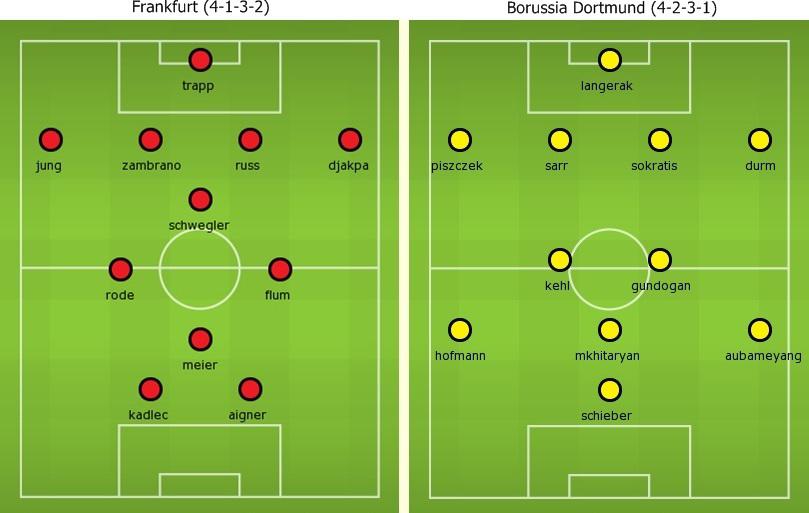 Frankfurt (4-1-3-2)
trapp
jung zambrano russ djakpa
schwegler
rode flum
meier
kadlec aigner
Borussia Dortmund (4-2-3-1)
langerak
piszczek sarr sokratis durm
kehl gundogan
hofmann mkhitaryan aubameyang
schieber